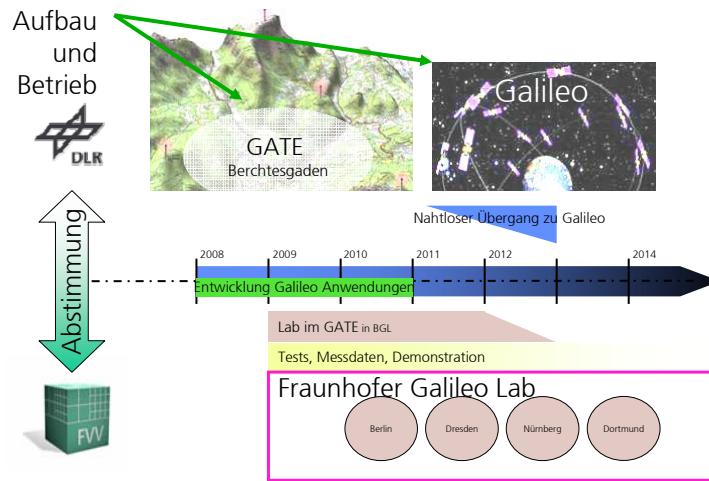 Aufbau
und
Betrieb
DLR
GATE
Berchtesgaden
Galileo
Nahtloser Übergang zu Galileo
Abstimmung
2008 2009 2010 2011 2012 2014
Entwicklung Galileo Anwendungen
Lab im GATE in BGL
Tests, Messdaten, Demonstration
Fraunhofer Galileo Lab
Berlin Dresden Nürnberg Dortmund
FVV